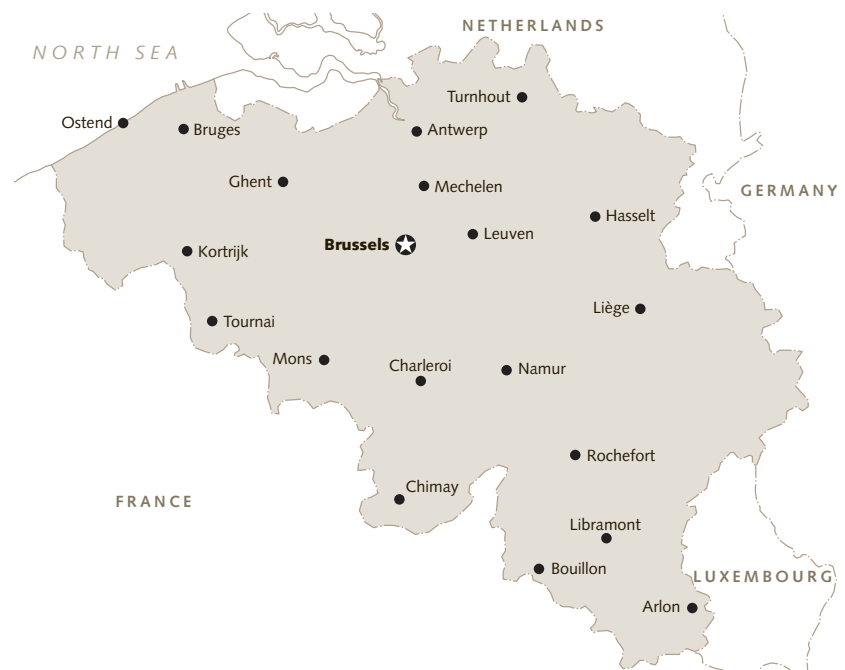 NETHERLANDS
NORTH SEA
Turnhout
Ostend
Bruges
Antwerp
Ghent
Mechelen
GERMANY
Hasselt
Leuven
Brussels
Kortrijk
Liège
Tournai
Mons
Charleroi
Namur
Rochefort
Chimay
FRANCE
Libramont
Bouillon
LUXEMBOURG
Arlon